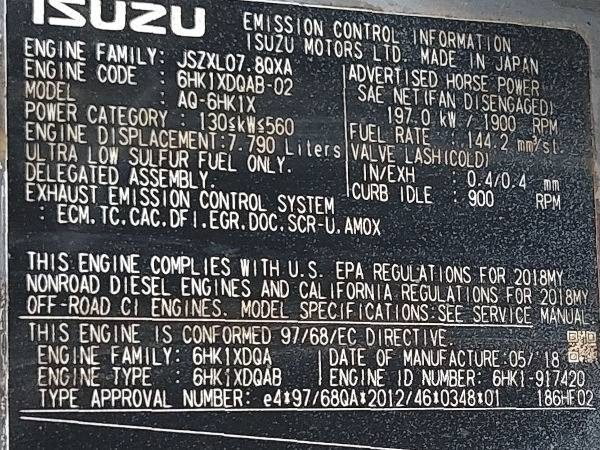 ISUZU
EMISSION CONTROL INFORMATION
ISUZU MOTORS LTD. MADE IN JAPAN
ENGINE FAMILY: JSZXL07.8QXA
ENGINE CODE : 6HK1XDQAB-02
MODEL : AQ-6HK1X
POWER CATEGORY : 130≤kW≤560
ENGINE DISPLACEMENT:7.790 Liters
ULTRA LOW SULFUR FUEL ONLY.
DELEGATED ASSEMBLY.
EXHAUST EMISSION CONTROL SYSTEM
: ECM.TC.CAC.DFI.EGR.DOC.SCR-U.AMOX
ADVERTISED HORSE POWER
SAE NET(FAN DISENGAGED)
197.0 kW / 1900 RPM
FUEL RATE : 144.2 mm³/st.
VALVE LASH(COLD)
IN/EXH : 0.4/0.4 mm
CURB IDLE : 900 RPM
THIS ENGINE COMPLIES WITH U.S. EPA REGULATIONS FOR 2018MY
NONROAD DIESEL ENGINES AND CALIFORNIA REGULATIONS FOR 2018MY
OFF-ROAD CI ENGINES. MODEL SPECIFICATIONS:SEE SERVICE MANUAL.
THIS ENGINE IS CONFORMED 97/68/EC DIRECTIVE.
ENGINE FAMILY: 6HK1XDQA
ENGINE TYPE : 6HK1XDQAB
DATE OF MANUFACTURE:05/'18
ENGINE ID NUMBER: 6HK1-917420
TYPE APPROVAL NUMBER: e4*97/68QA*2012/46*0348*01
186HF02